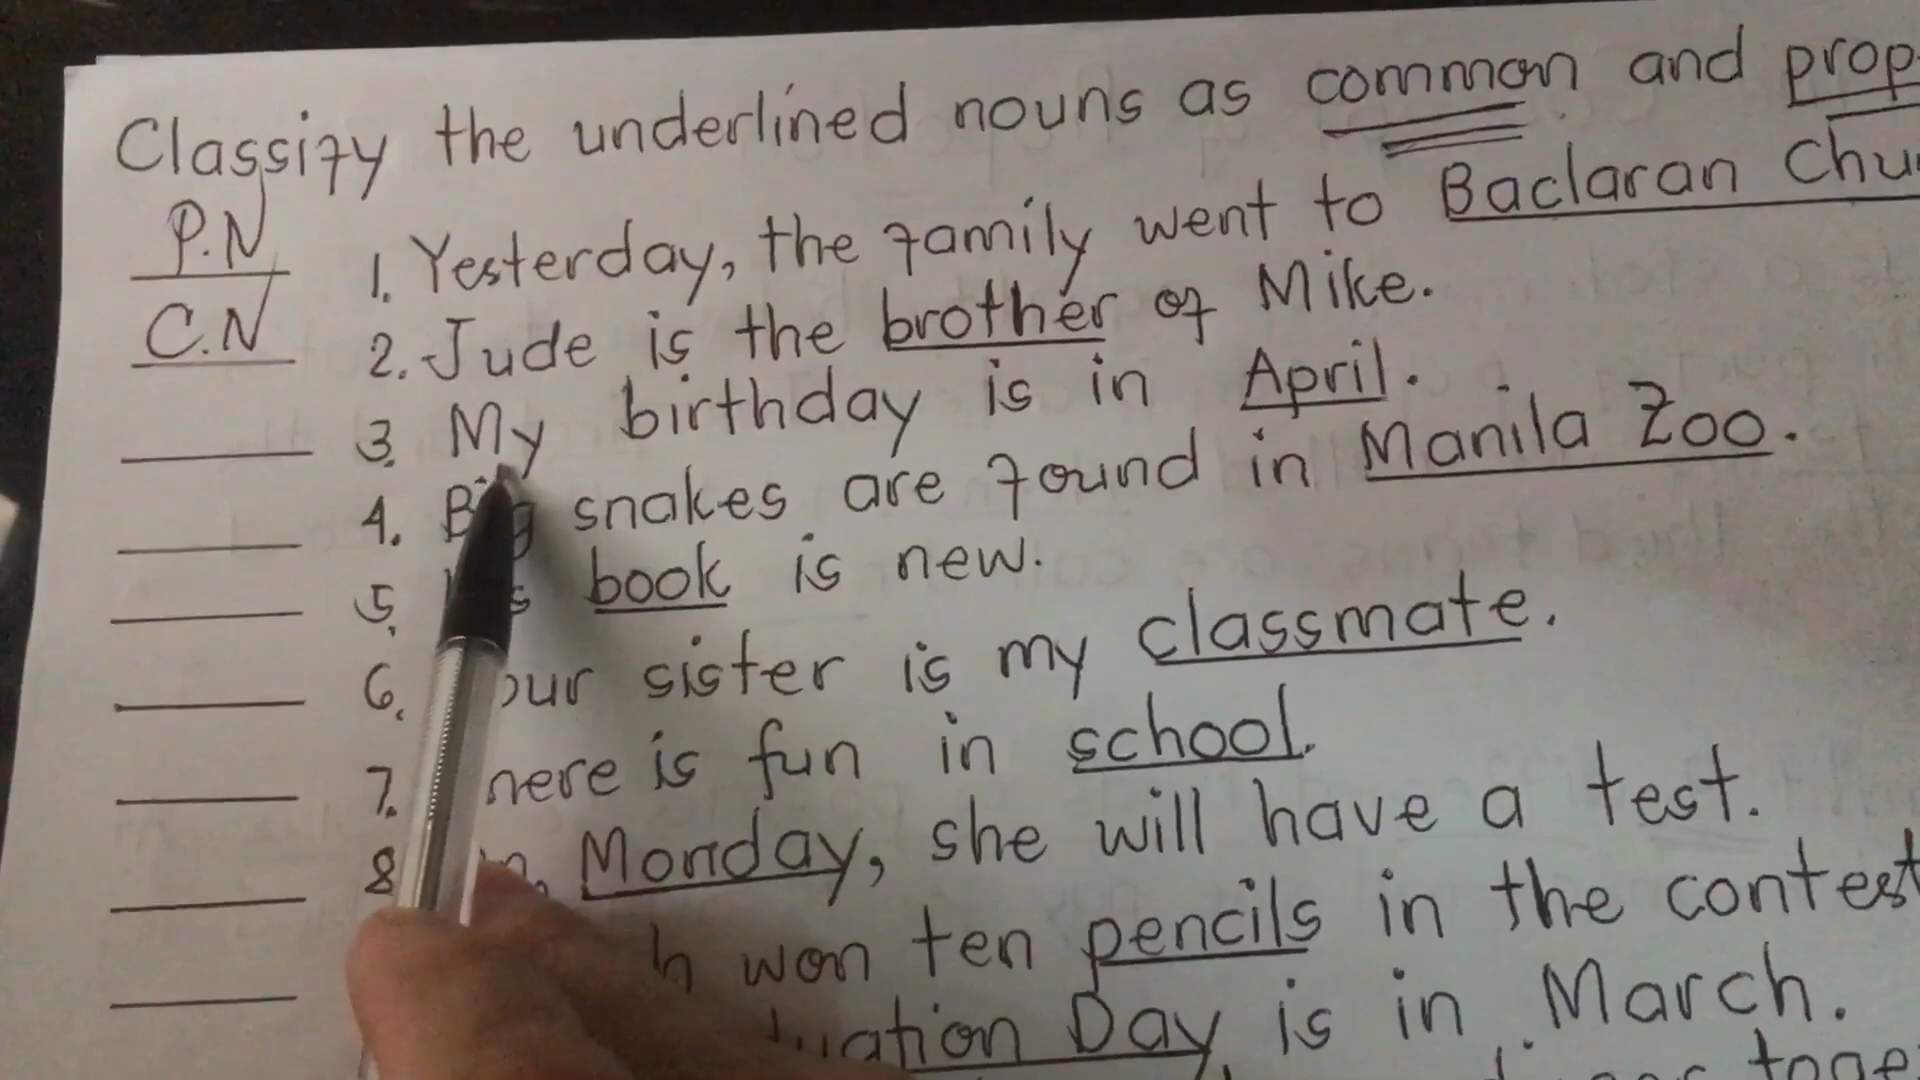 Classify the underlined nouns as common and
P.N 1. Yesterday, the family went to Baclaran
C.N 2. Jude is the brother of Mike.
3. My birthday is in April.
4. Big snakes are found in Manila Zoo.
5. book is new.
6. sister is my classmate.
7. is fun in school.
8. Monday, she will have a test.
won ten pencils in the contest
Day is in March.